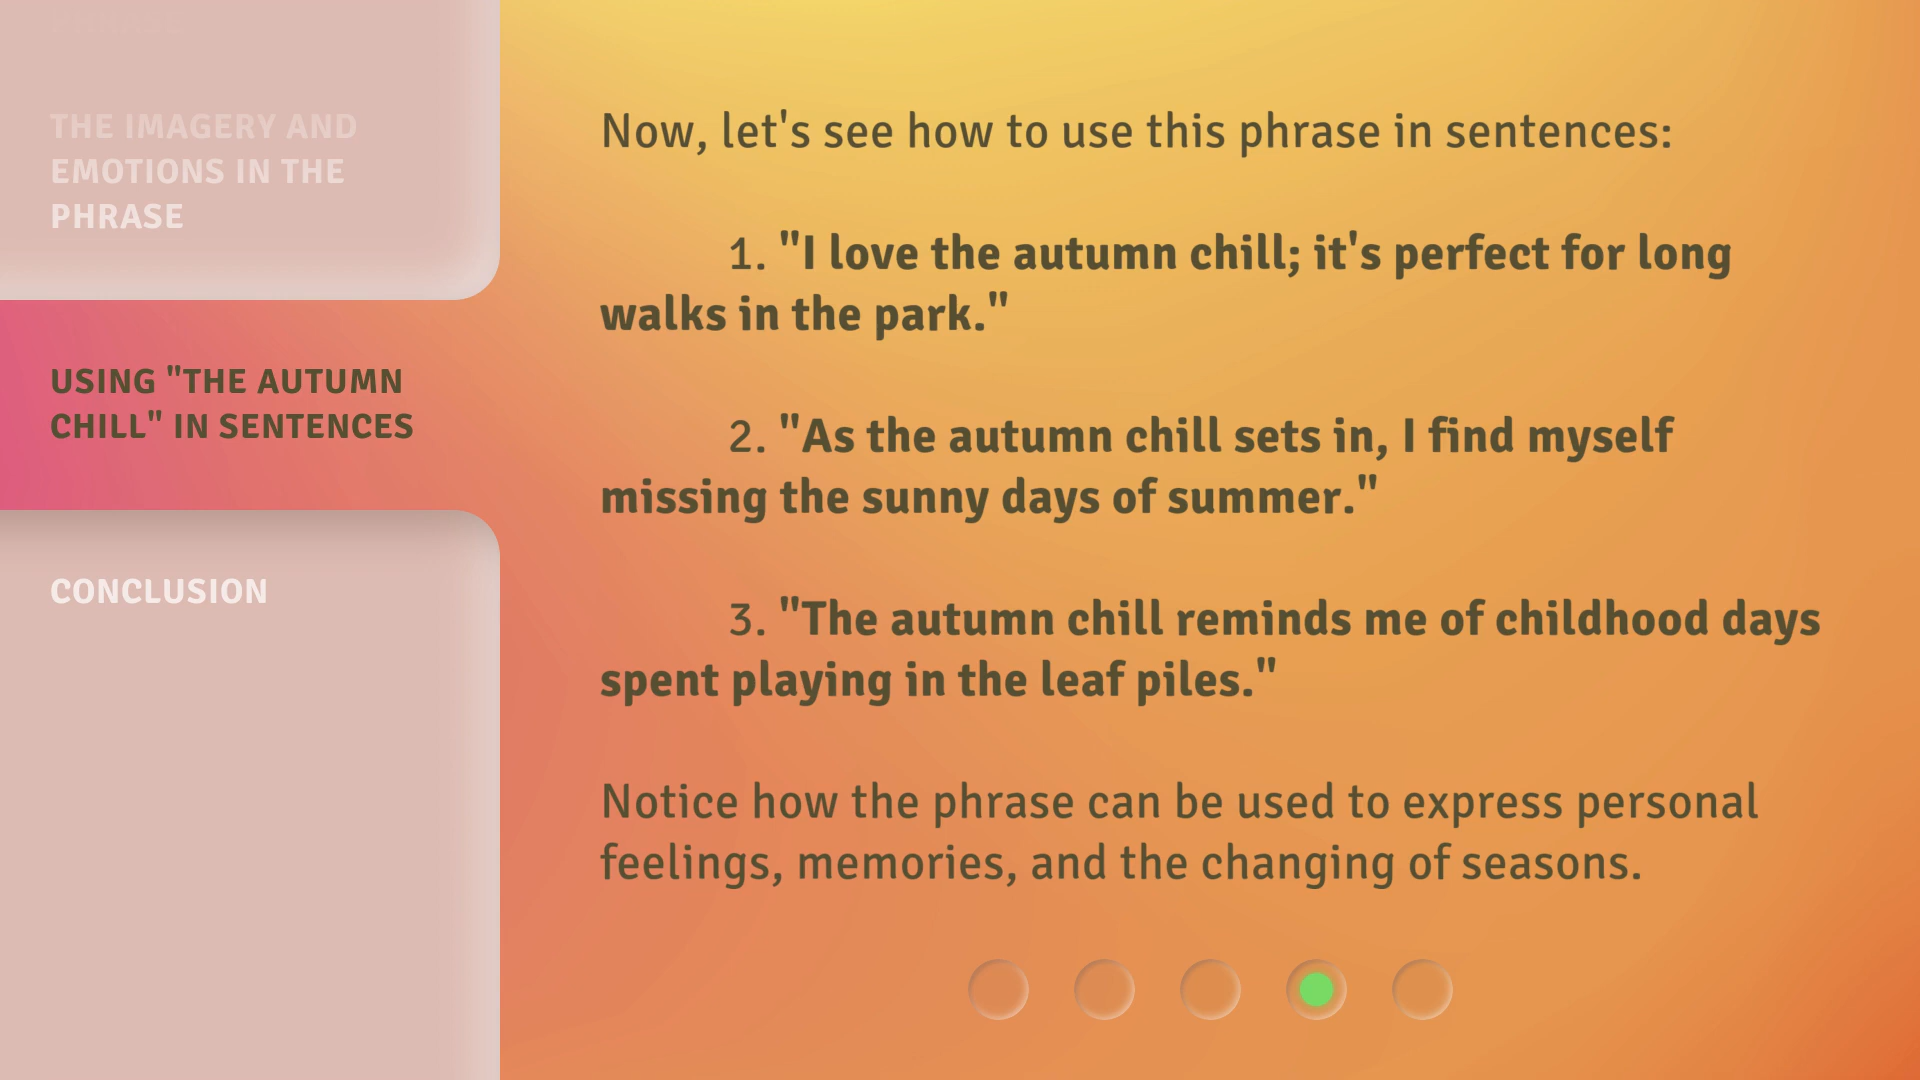 PHRASE
THE IMAGERY AND
EMOTIONS IN THE
PHRASE
USING "THE AUTUMN
CHILL" IN SENTENCES
CONCLUSION
Now, let's see how to use this phrase in sentences:
1. "I love the autumn chill; it's perfect for long
walks in the park."
2. "As the autumn chill sets in, I find myself
missing the sunny days of summer."
3. "The autumn chill reminds me of childhood days
spent playing in the leaf piles."
Notice how the phrase can be used to express personal
feelings, memories, and the changing of seasons.